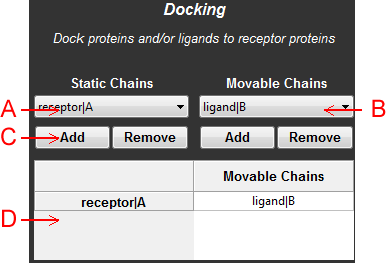 Docking
Dock proteins and/or ligands to receptor proteins
Static Chains Movable Chains
A receptor|A ligand|B B
C Add Remove Add Remove
Movable Chains
receptor|A ligand|B
D